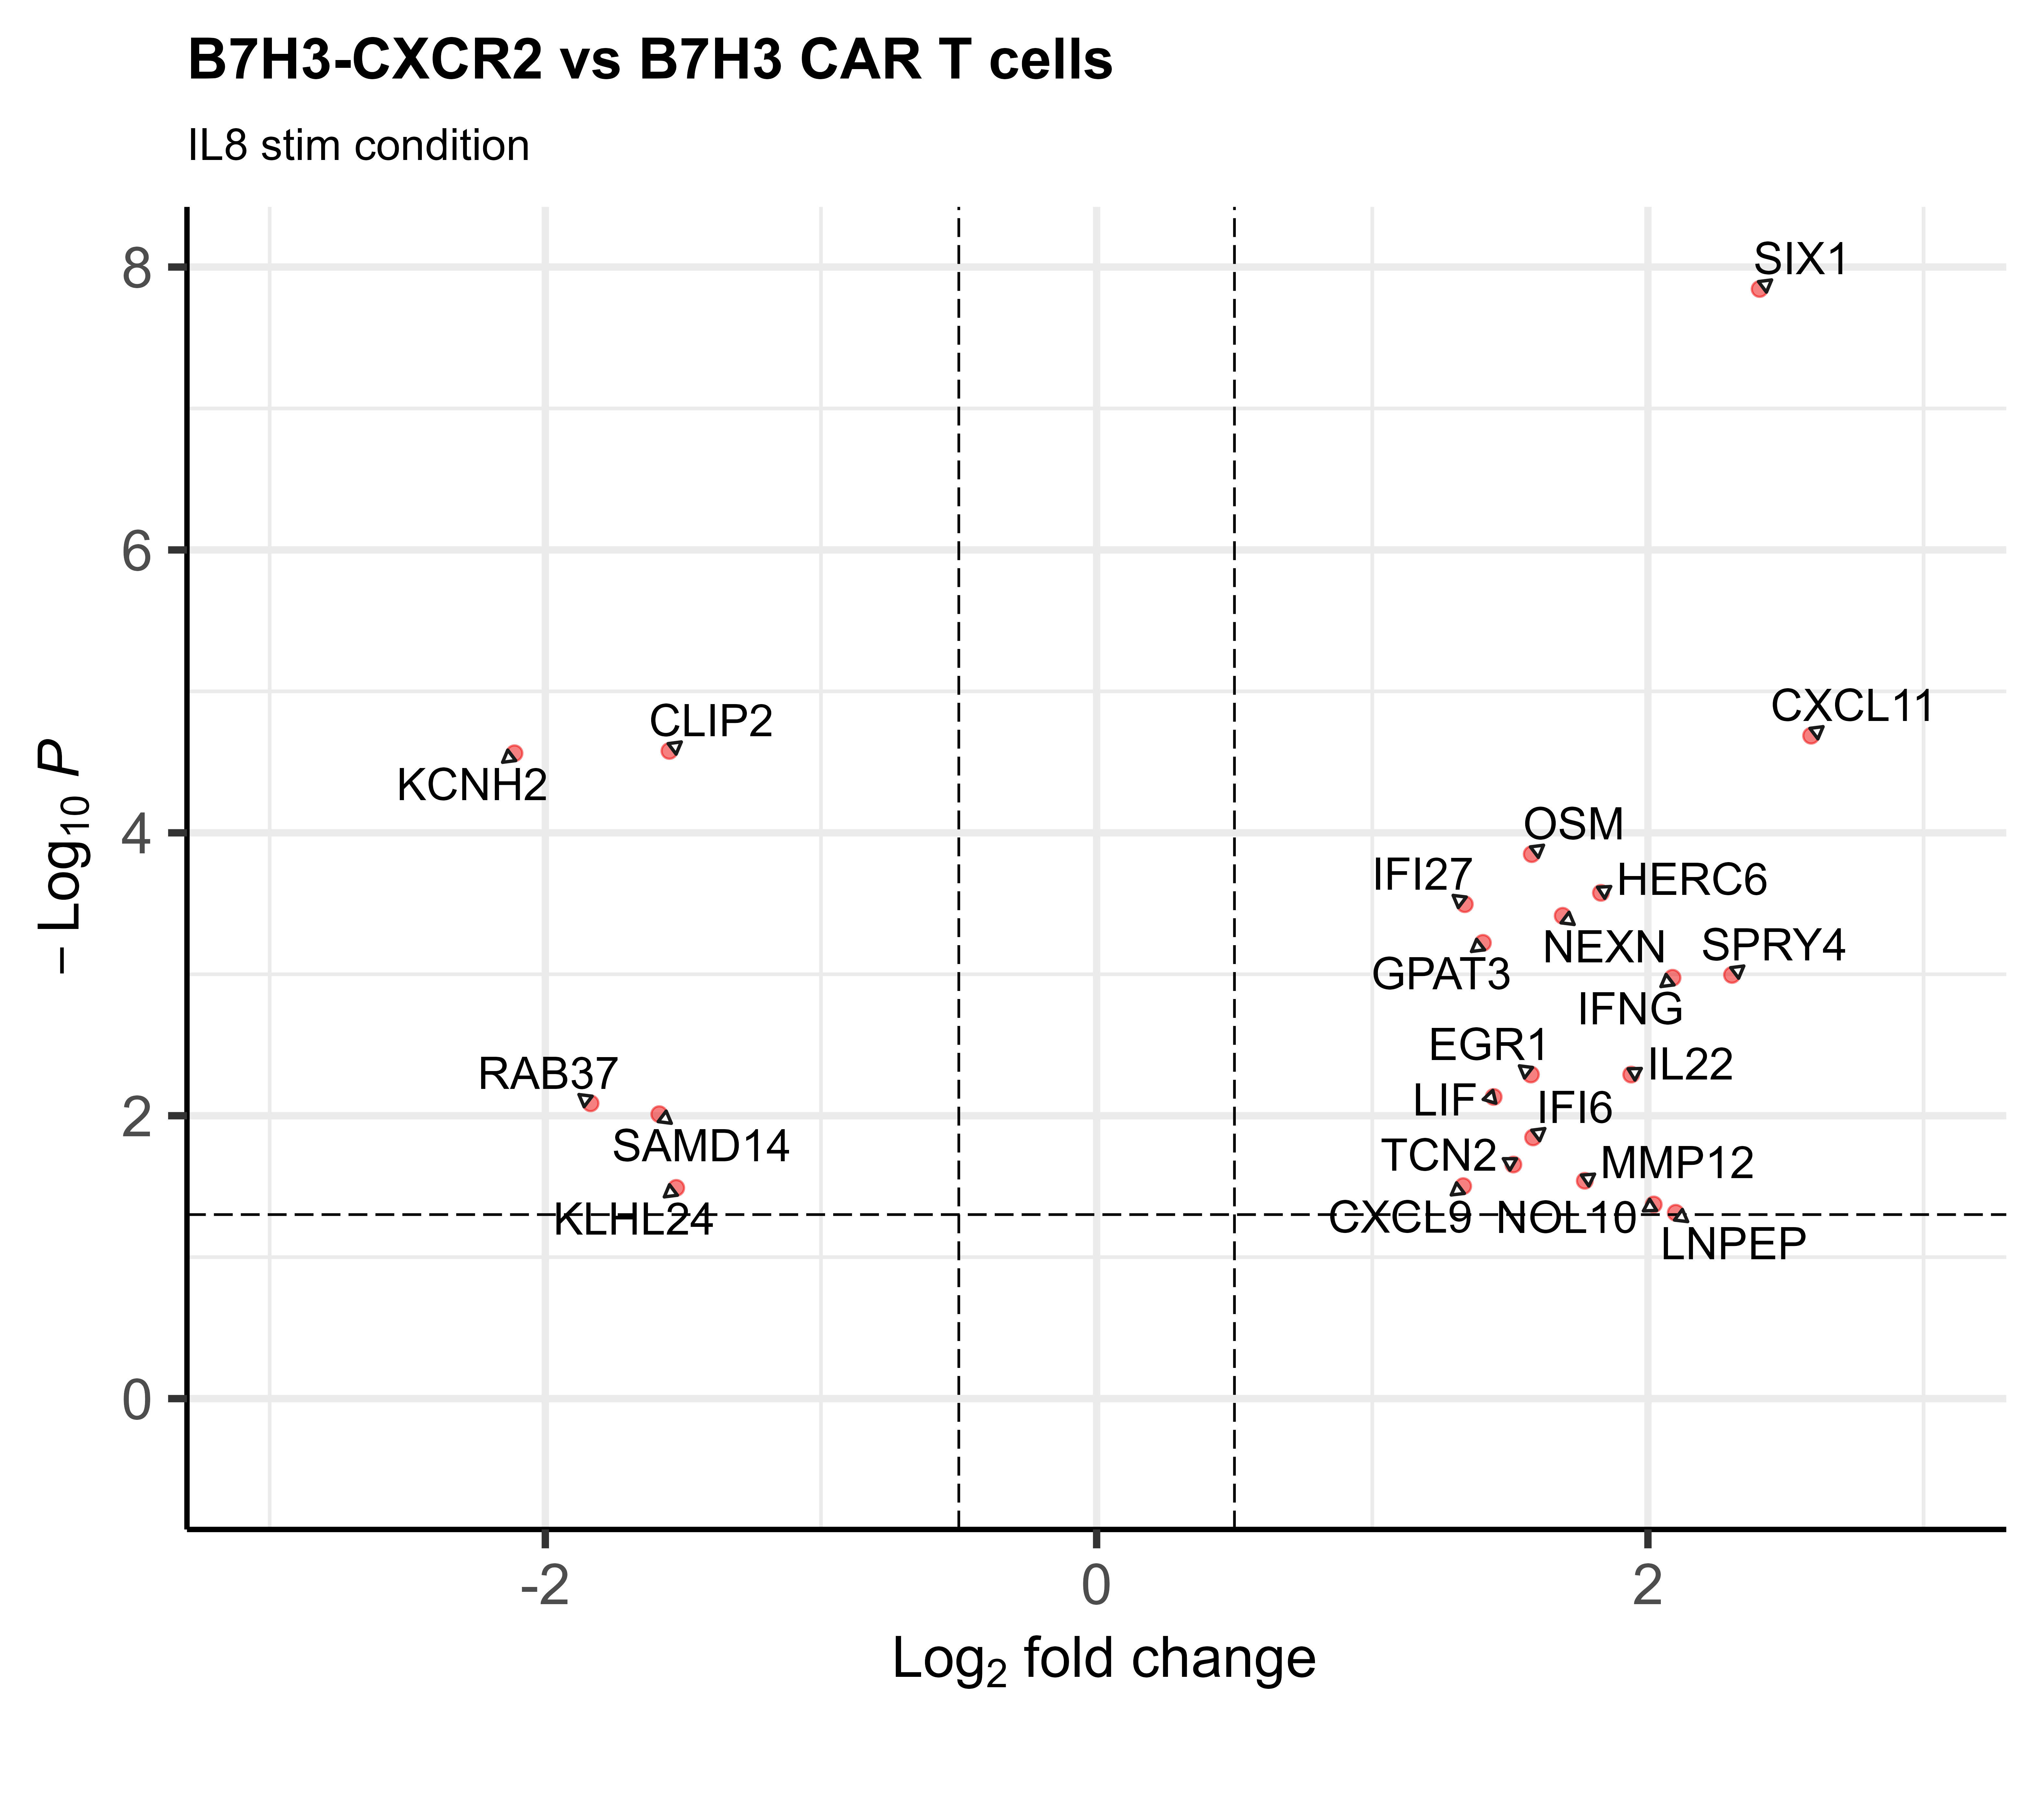 B7H3-CXCR2 vs B7H3 CAR T cells
IL8 stim condition
8
6
4
2
0
− Log10 P
SIX1
CXCL11
CLIP2
KCNH2
OSM
IFI27
HERC6
NEXN
SPRY4
GPAT3
IFNG
EGR1
IL22
RAB37
LIF
IFI6
SAMD14
TCN2
MMP12
KLHL24
CXCL9
NOL10
LNPEP
-2
0
2
Log2 fold change